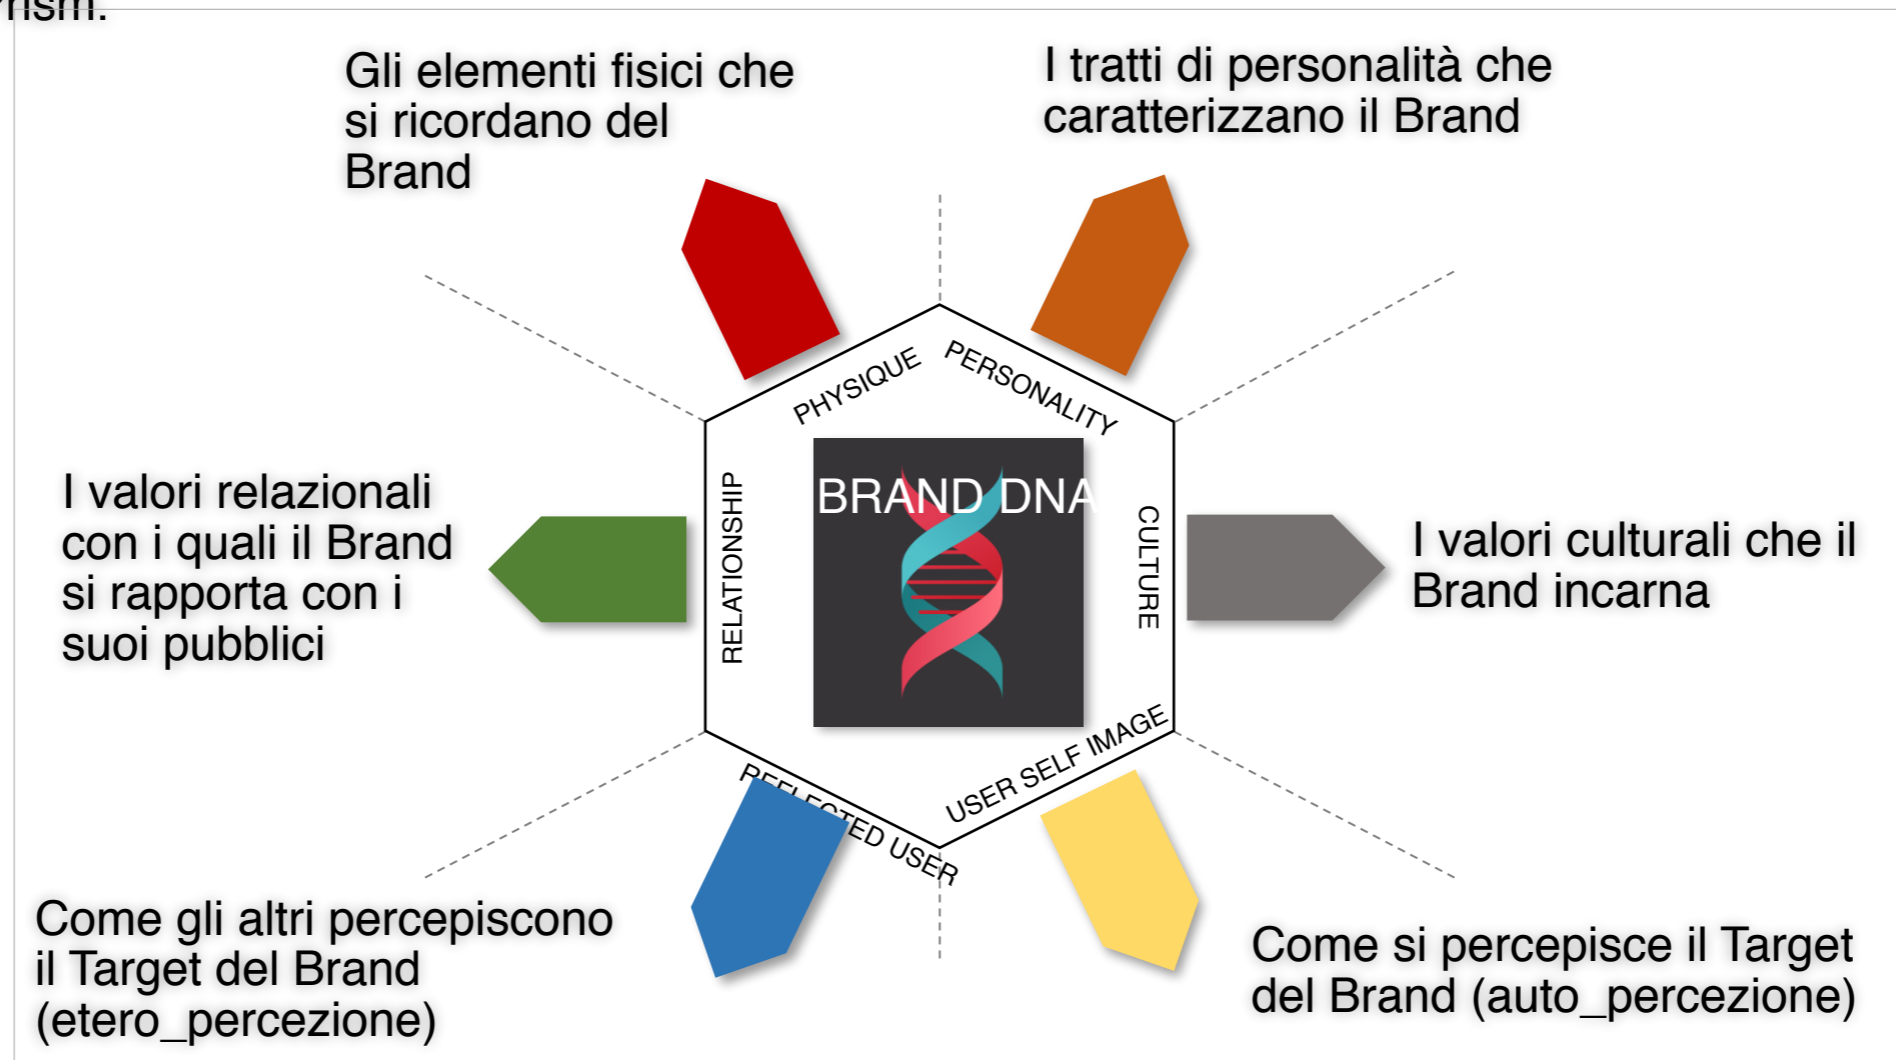 Gli elementi fisici che
si ricordano del
Brand
I tratti di personalità che
caratterizzano il Brand
PHYSIQUE
PERSONALITY
I valori relazionali
con i quali il Brand
si rapporta con i
suoi pubblici
RELATIONSHIP
BRAND DNA
CULTURE
I valori culturali che il
Brand incarna
REFLECTED USER
USER SELF IMAGE
Come gli altri percepiscono
il Target del Brand
(etero_percezione)
Come si percepisce il Target
del Brand (auto_percezione)